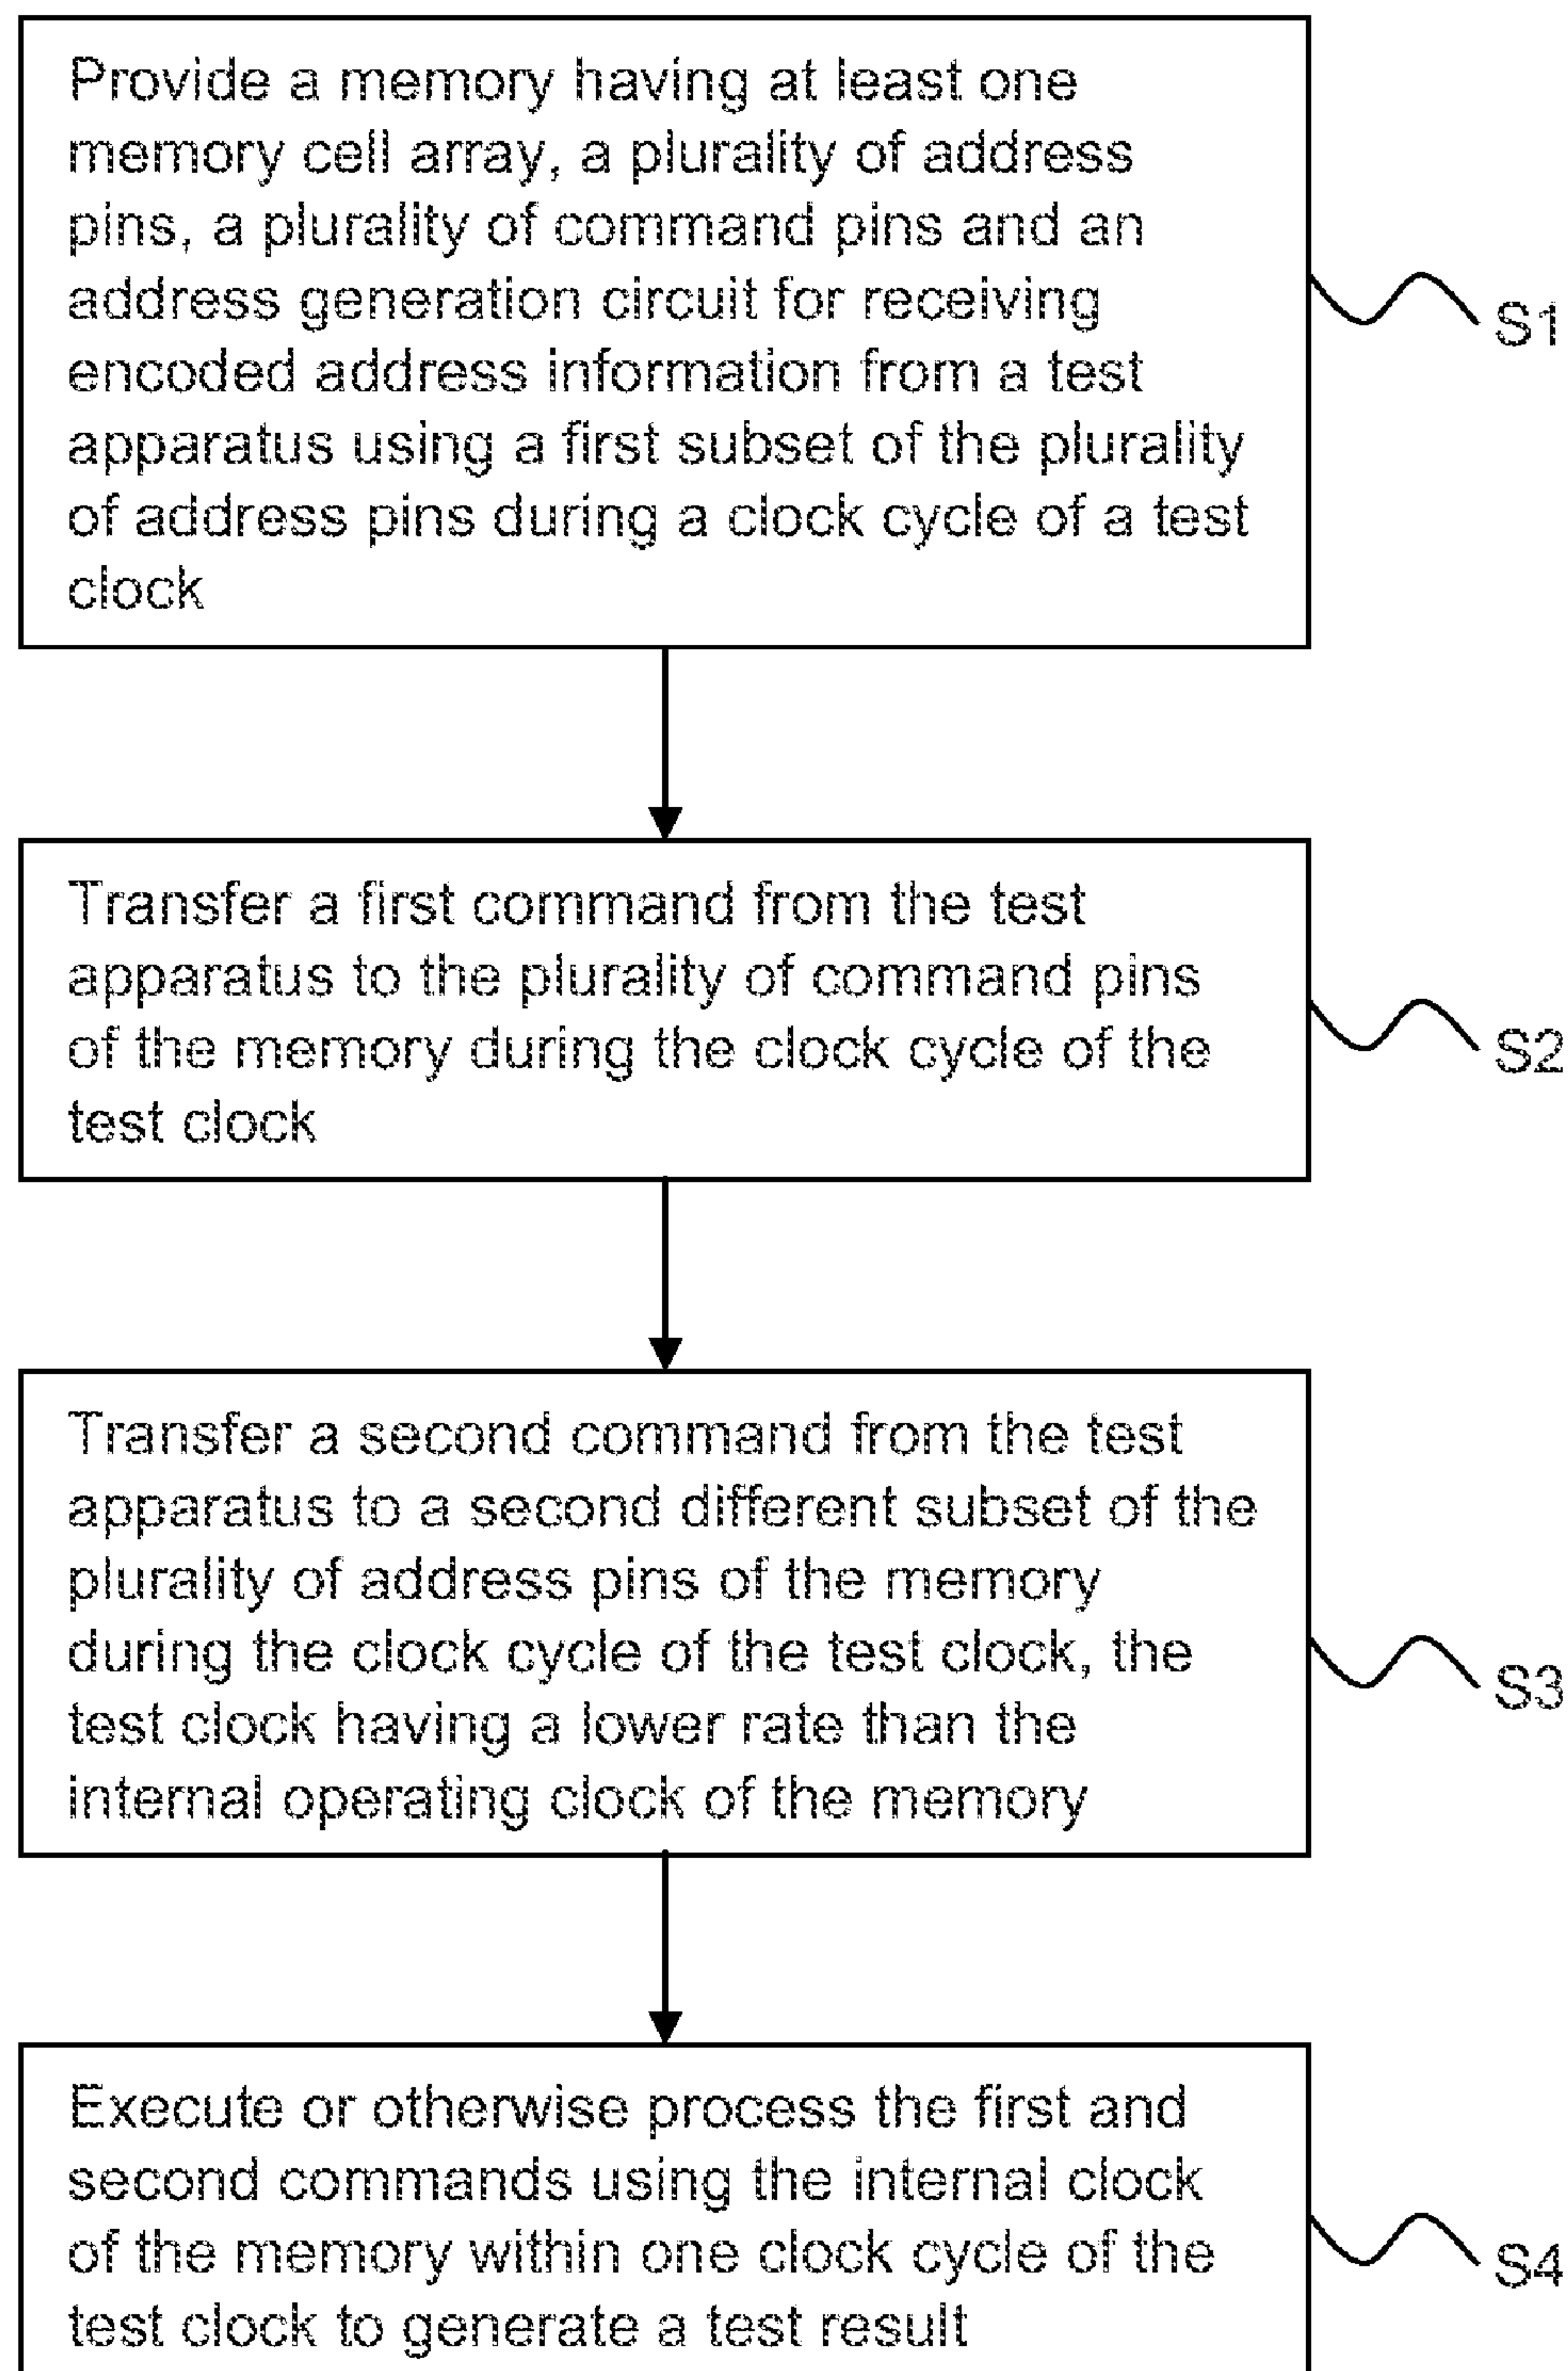 Provide a memory having at least one
memory cell array, a plurality of address
pins, a plurality of command pins and an
address generation circuit for receiving
encoded address information from a test
apparatus using a first subset of the plurality
of address pins during a clock cycle of a test
clock
S1
Transfer a first command from the test
apparatus to the plurality of command pins
of the memory during the clock cycle of the
test clock
S2
Transfer a second command from the test
apparatus to a second different subset of the
plurality of address pins of the memory
during the clock cycle of the test clock, the
test clock having a lower rate than the
internal operating clock of the memory
S3
Execute or otherwise process the first and
second commands using the internal clock
of the memory within one clock cycle of the
test clock to generate a test result
S4